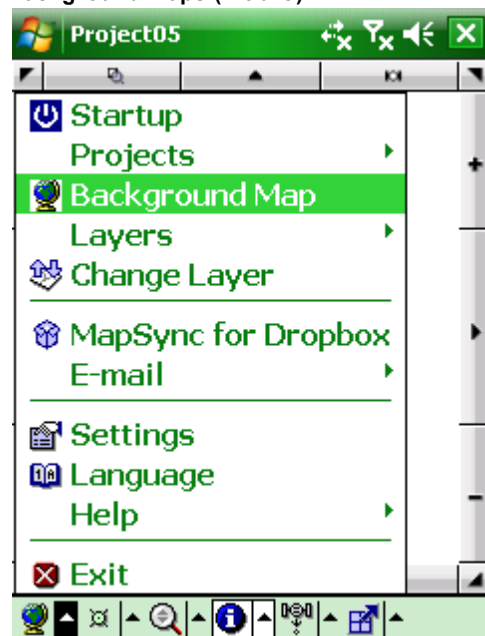 Project05
Startup
Projects
Background Map
Layers
Change Layer
MapSync for Dropbox
E-mail
Settings
Language
Help
Exit